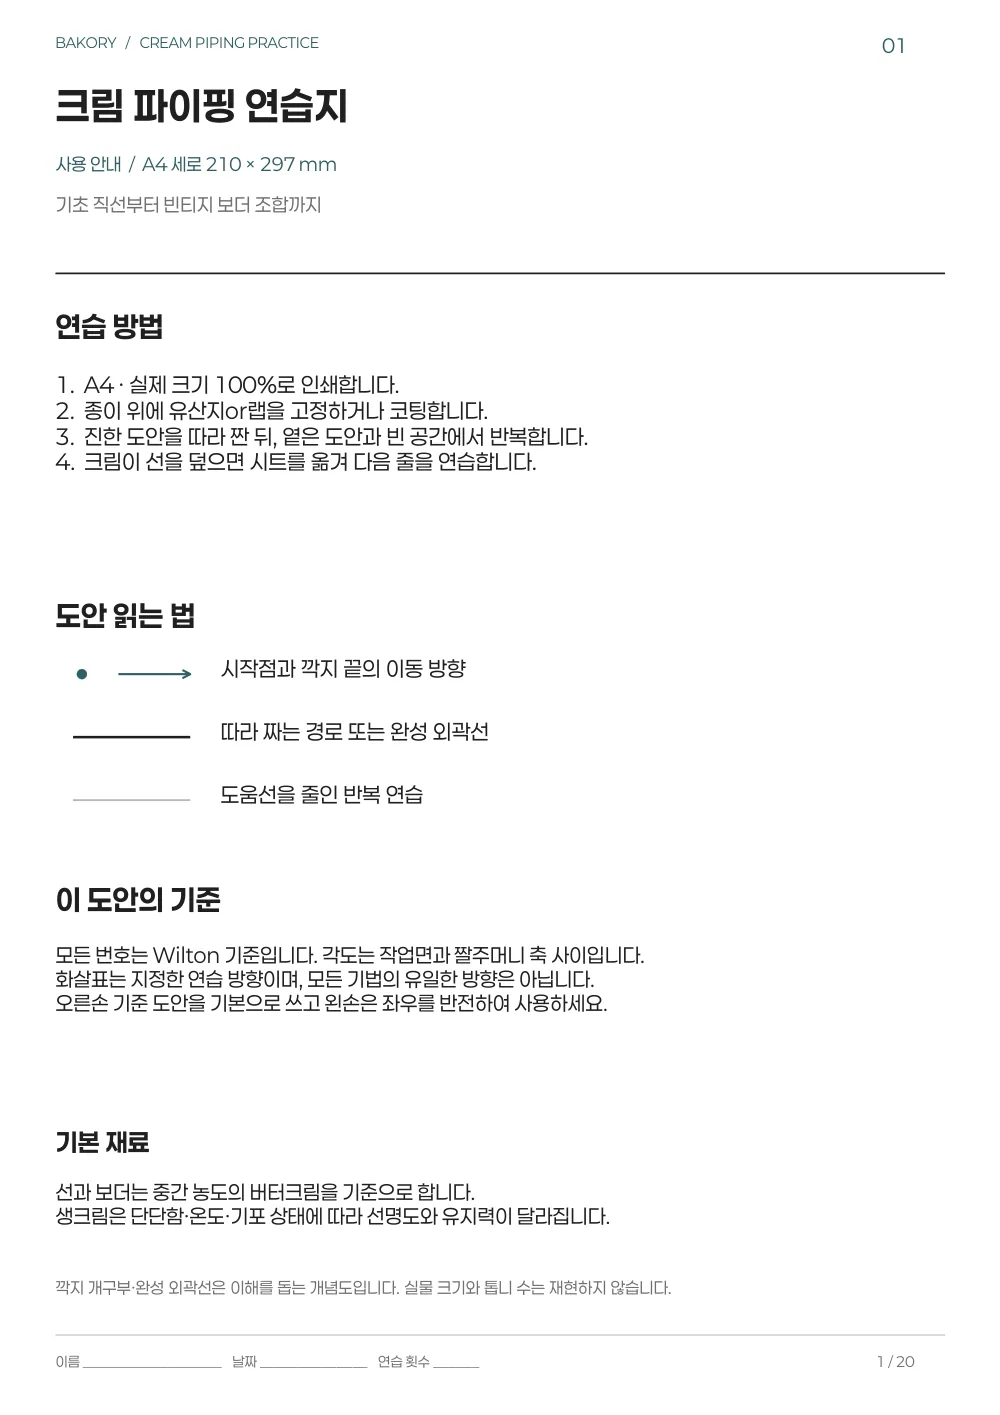 BAKORY / CREAM PIPING PRACTICE
01
크림 파이핑 연습지
사용 안내 / A4 세로 210 × 297 mm
기초 직선부터 빈티지 보더 조합까지
연습 방법
1. A4 · 실제 크기 100%로 인쇄합니다.
2. 종이 위에 유산지or랩을 고정하거나 코팅합니다.
3. 진한 도안을 따라 짠 뒤, 옅은 도안과 빈 공간에서 반복합니다.
4. 크림이 선을 덮으면 시트를 옮겨 다음 줄을 연습합니다.
도안 읽는 법
시작점과 깍지 끝의 이동 방향
따라 짜는 경로 또는 완성 외곽선
도움선을 줄인 반복 연습
이 도안의 기준
모든 번호는 Wilton 기준입니다. 각도는 작업면과 짤주머니 축 사이입니다.
화살표는 지정한 연습 방향이며, 모든 기법의 유일한 방향은 아닙니다.
오른손 기준 도안을 기본으로 쓰고 왼손은 좌우를 반전하여 사용하세요.
기본 재료
선과 보더는 중간 농도의 버터크림을 기준으로 합니다.
생크림은 단단함·온도·기포 상태에 따라 선명도와 유지력이 달라집니다.
깍지 개구부·완성 외곽선은 이해를 돕는 개념도입니다. 실물 크기와 톱니 수는 재현하지 않습니다.
이름 __________________ 날짜 ______________ 연습 횟수 ______
1 / 20